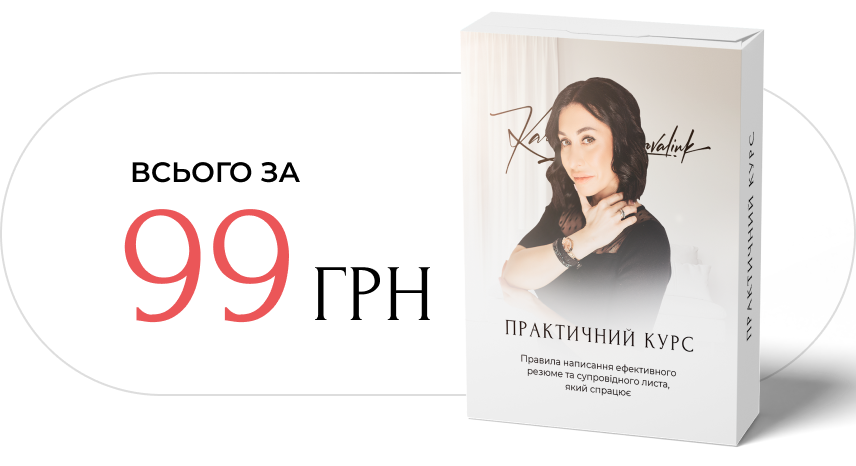 ВСЬОГО ЗА
99 ГРН
ПРАКТИЧНИЙ КУРС
Правила написання ефективного
резюме та супровідного листа,
який спрацює
ПРАКТИЧНИЙ КУРС